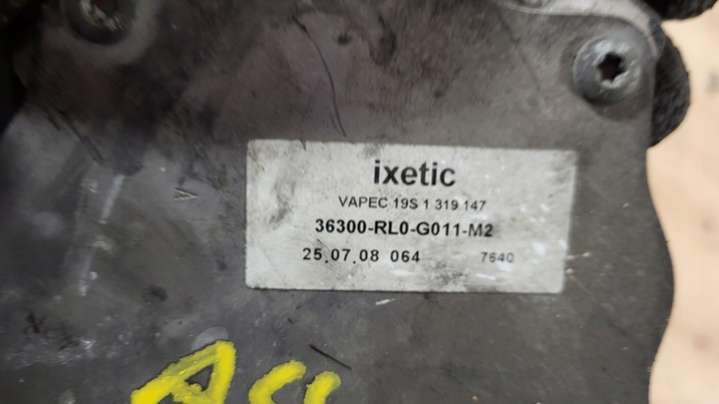 ixetic
VAPEC 19S 1 319 147
36300-RL0-G011-M2
25.07.08 064 7640